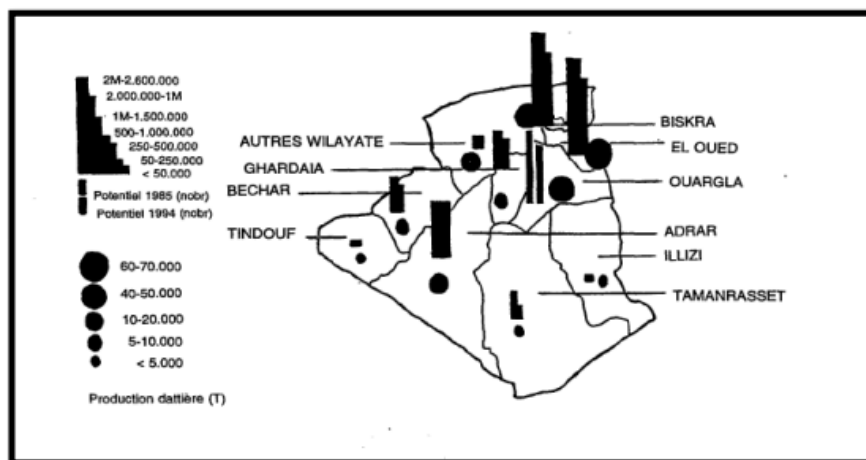 2M-2.600.000
2.000.000-1M
1M-1.500.000
500-1.000.000
250-500.000
50-250.000
< 50.000
Potentiel 1985 (nobr)
Potentiel 1994 (nobr)
60-70.000
40-50.000
10-20.000
5-10.000
< 5.000
Production dattière (T)
AUTRES WILAYATE
GHARDAIA
BECHAR
TINDOUF
BISKRA
EL OUED
OUARGLA
ADRAR
ILLIZI
TAMANRASSET